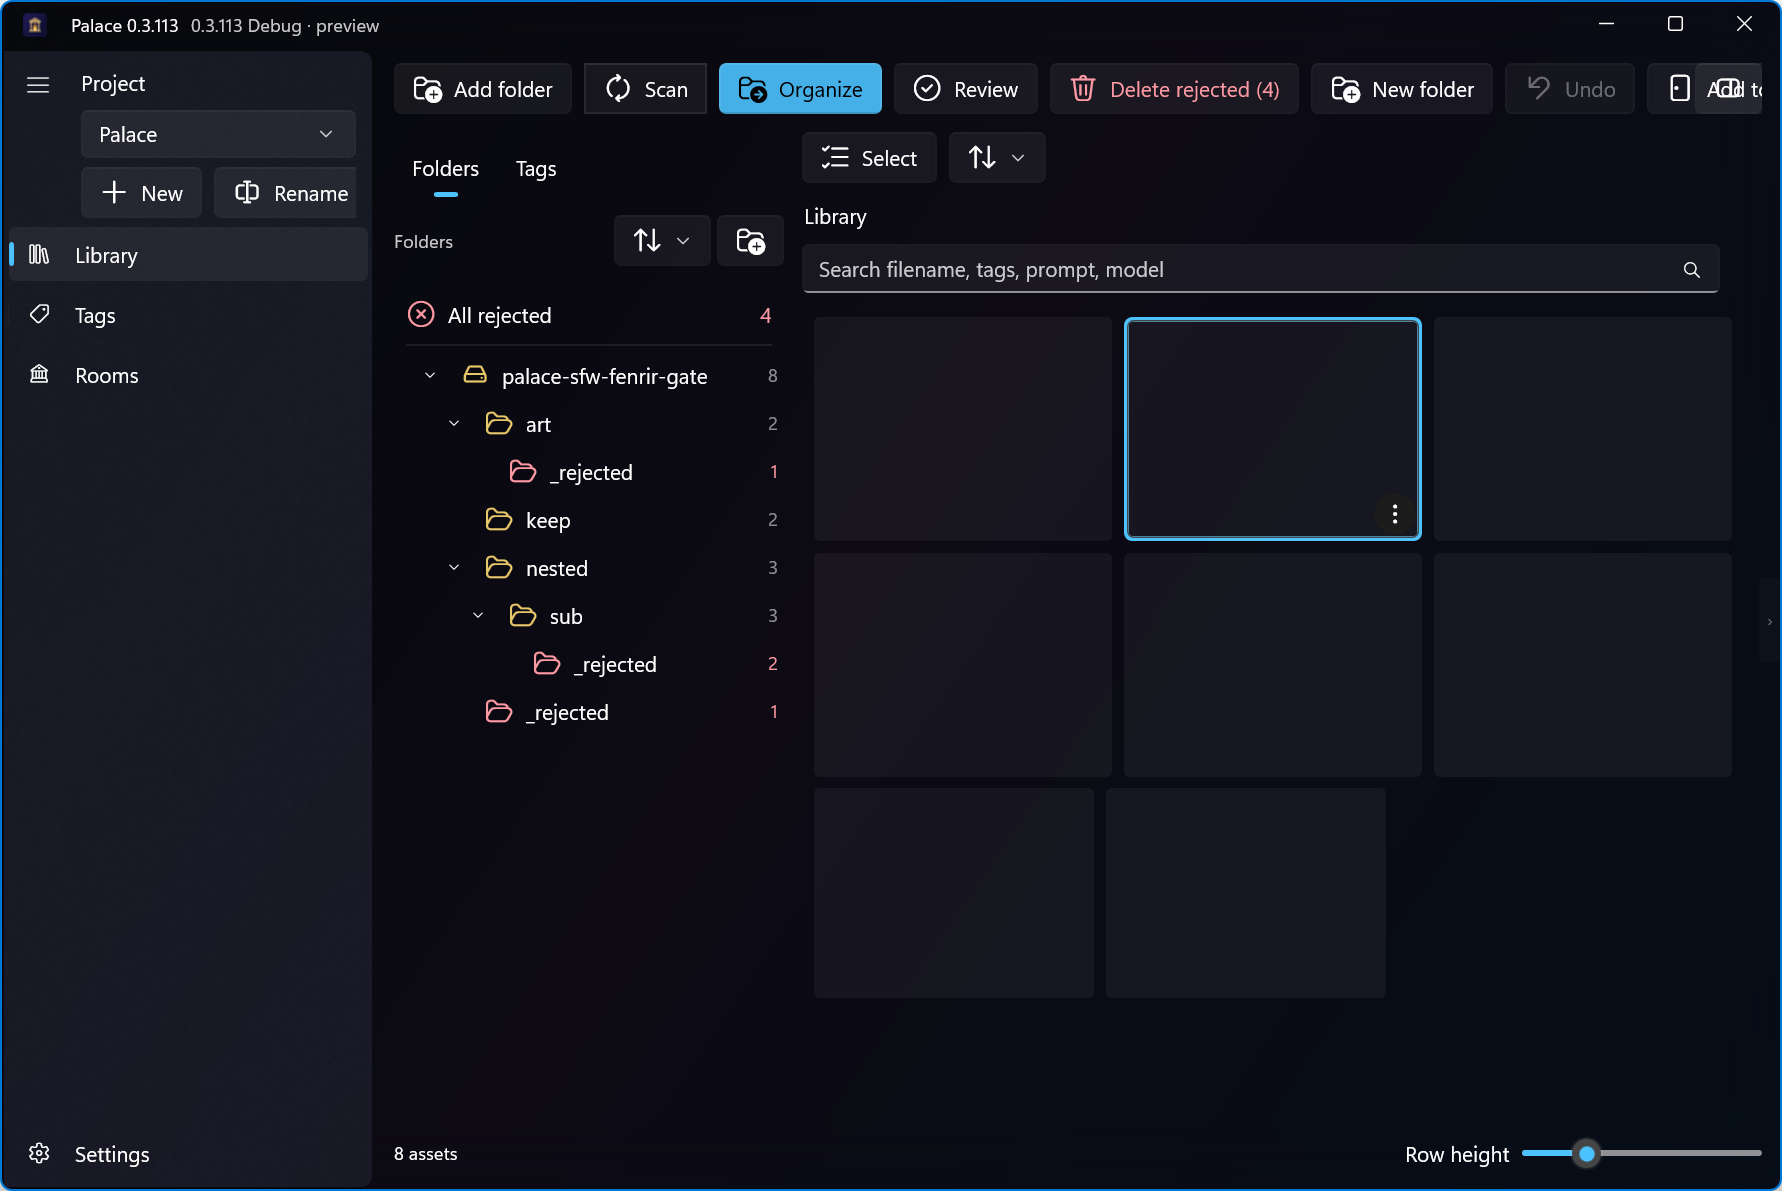 Palace 0.3.113 0.3.113 Debug · preview
Project
Palace
New
Rename
Library
Tags
Rooms
Settings
Add folder
Scan
Organize
Review
Delete rejected (4)
New folder
Undo
Add to
Folders
Tags
Folders
All rejected 4
palace-sfw-fenrir-gate 8
art 2
_rejected 1
keep 2
nested 3
sub 3
_rejected 2
_rejected 1
Select
Library
Search filename, tags, prompt, model
8 assets
Row height